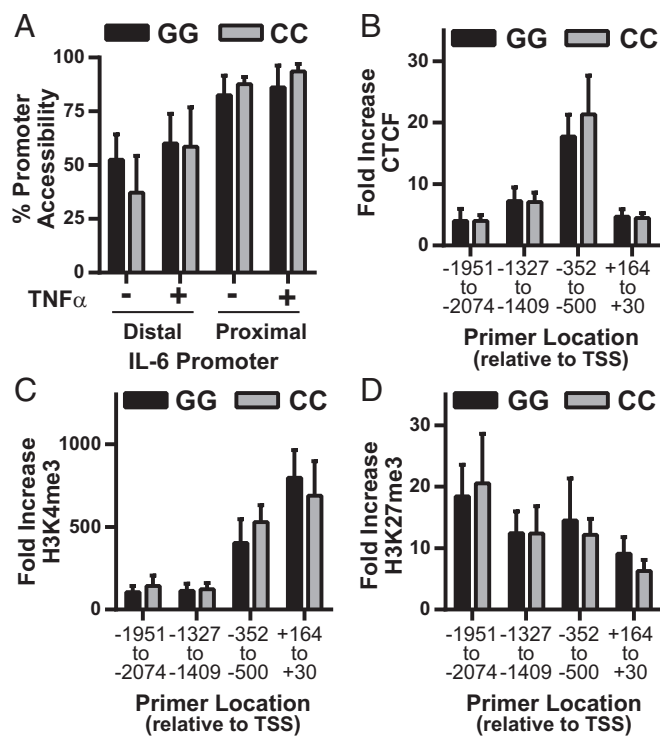 A
GG CC
% Promoter
Accessibility
100
75
50
25
0
TNFα - + - +
Distal Proximal
IL-6 Promoter
B
GG CC
Fold Increase
CTCF
30
20
10
0
-1951 -1327 -352 +164
to to to to
-2074 -1409 -500 +30
Primer Location
(relative to TSS)
C
GG CC
Fold Increase
H3K4me3
1000
500
0
-1951 -1327 -352 +164
to to to to
-2074 -1409 -500 +30
Primer Location
(relative to TSS)
D
GG CC
Fold Increase
H3K27me3
30
20
10
0
-1951 -1327 -352 +164
to to to to
-2074 -1409 -500 +30
Primer Location
(relative to TSS)